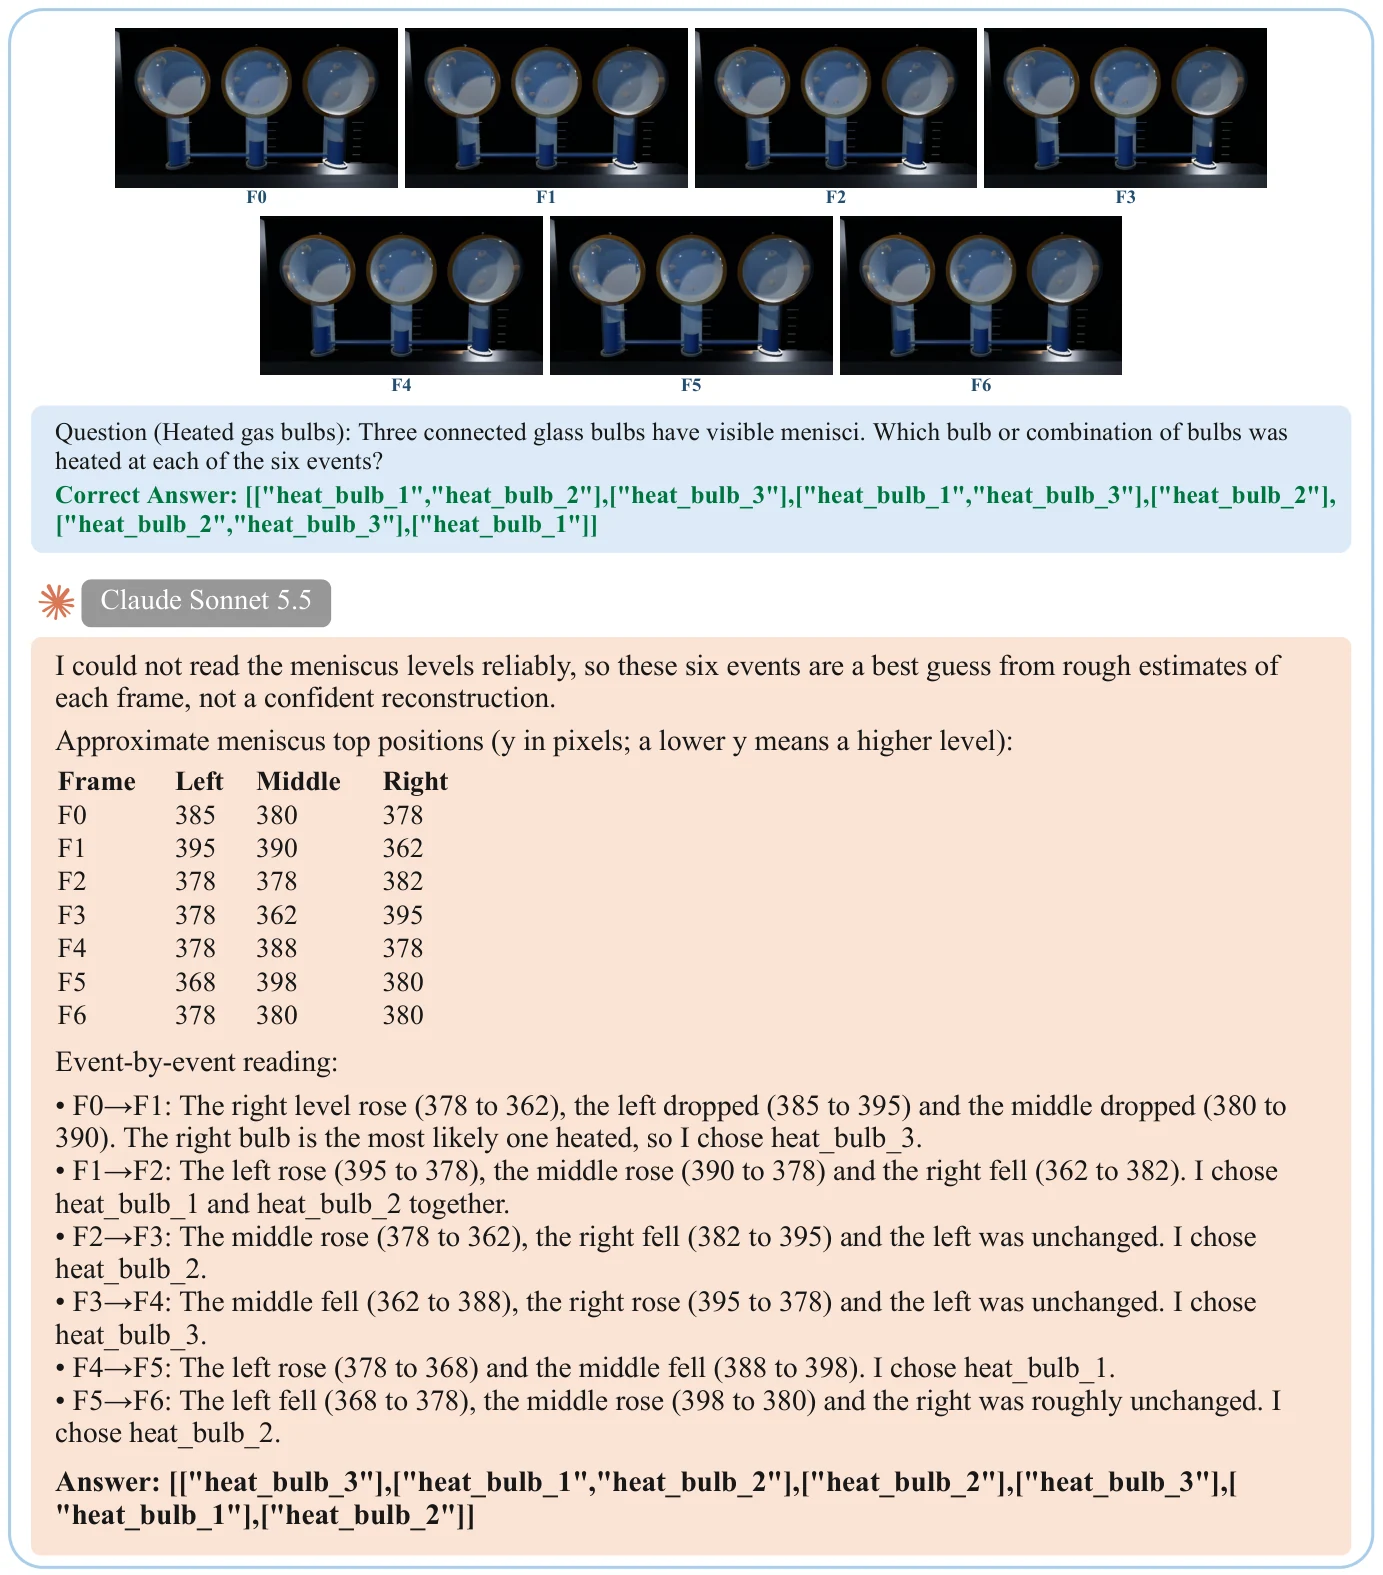 F0
F1
F2
F3
F4
F5
F6
Question (Heated gas bulbs): Three connected glass bulbs have visible menisci. Which bulb or combination of bulbs was
heated at each of the six events?
Correct Answer: [["heat_bulb_1","heat_bulb_2"],["heat_bulb_3"],["heat_bulb_1","heat_bulb_3"],["heat_bulb_2"],
["heat_bulb_2","heat_bulb_3"],["heat_bulb_1"]]
Claude Sonnet 5.5
I could not read the meniscus levels reliably, so these six events are a best guess from rough estimates of
each frame, not a confident reconstruction.
Approximate meniscus top positions (y in pixels; a lower y means a higher level):
Frame Left Middle Right
F0 385 380 378
F1 395 390 362
F2 378 378 382
F3 378 362 395
F4 378 388 378
F5 368 398 380
F6 378 380 380
Event-by-event reading:
• F0→F1: The right level rose (378 to 362), the left dropped (385 to 395) and the middle dropped (380 to
390). The right bulb is the most likely one heated, so I chose heat_bulb_3.
• F1→F2: The left rose (395 to 378), the middle rose (390 to 378) and the right fell (362 to 382). I chose
heat_bulb_1 and heat_bulb_2 together.
• F2→F3: The middle rose (378 to 362), the right fell (382 to 395) and the left was unchanged. I chose
heat_bulb_2.
• F3→F4: The middle fell (362 to 388), the right rose (395 to 378) and the left was unchanged. I chose
heat_bulb_3.
• F4→F5: The left rose (378 to 368) and the middle fell (388 to 398). I chose heat_bulb_1.
• F5→F6: The left fell (368 to 378), the middle rose (398 to 380) and the right was roughly unchanged. I
chose heat_bulb_2.
Answer: [["heat_bulb_3"],["heat_bulb_1","heat_bulb_2"],["heat_bulb_2"],["heat_bulb_3"],[
"heat_bulb_1"],["heat_bulb_2"]]